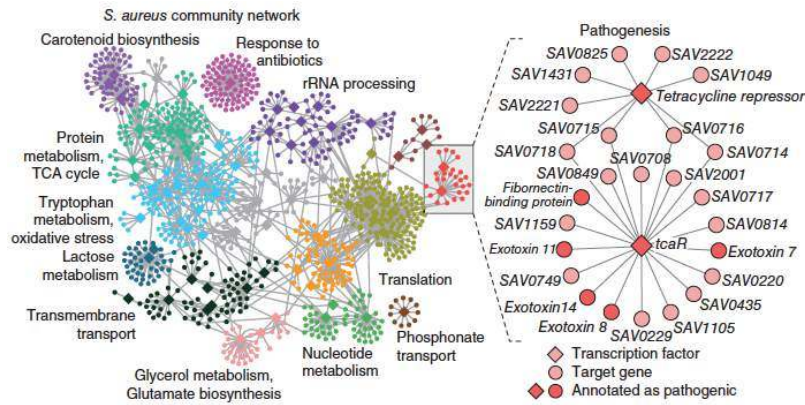 S. aureus community network
Carotenoid biosynthesis
Response to
antibiotics
rRNA processing
Protein
metabolism,
TCA cycle
Tryptophan
metabolism,
oxidative stress
Lactose
metabolism
Transmembrane
transport
Glycerol metabolism,
Glutamate biosynthesis
Nucleotide
metabolism
Translation
Phosphonate
transport
Pathogenesis
SAV0825
SAV2222
SAV1431
SAV1049
SAV2221
Tetracycline repressor
SAV0715
SAV0716
SAV0718
SAV0708
SAV0714
SAV0849
SAV2001
Fibornectin-
binding protein
SAV0717
SAV1159
SAV0814
Exotoxin 11
tcaR
Exotoxin 7
SAV0749
SAV0220
Exotoxin14
SAV0435
Exotoxin 8
SAV0229
SAV1105
Transcription factor
Target gene
Annotated as pathogenic